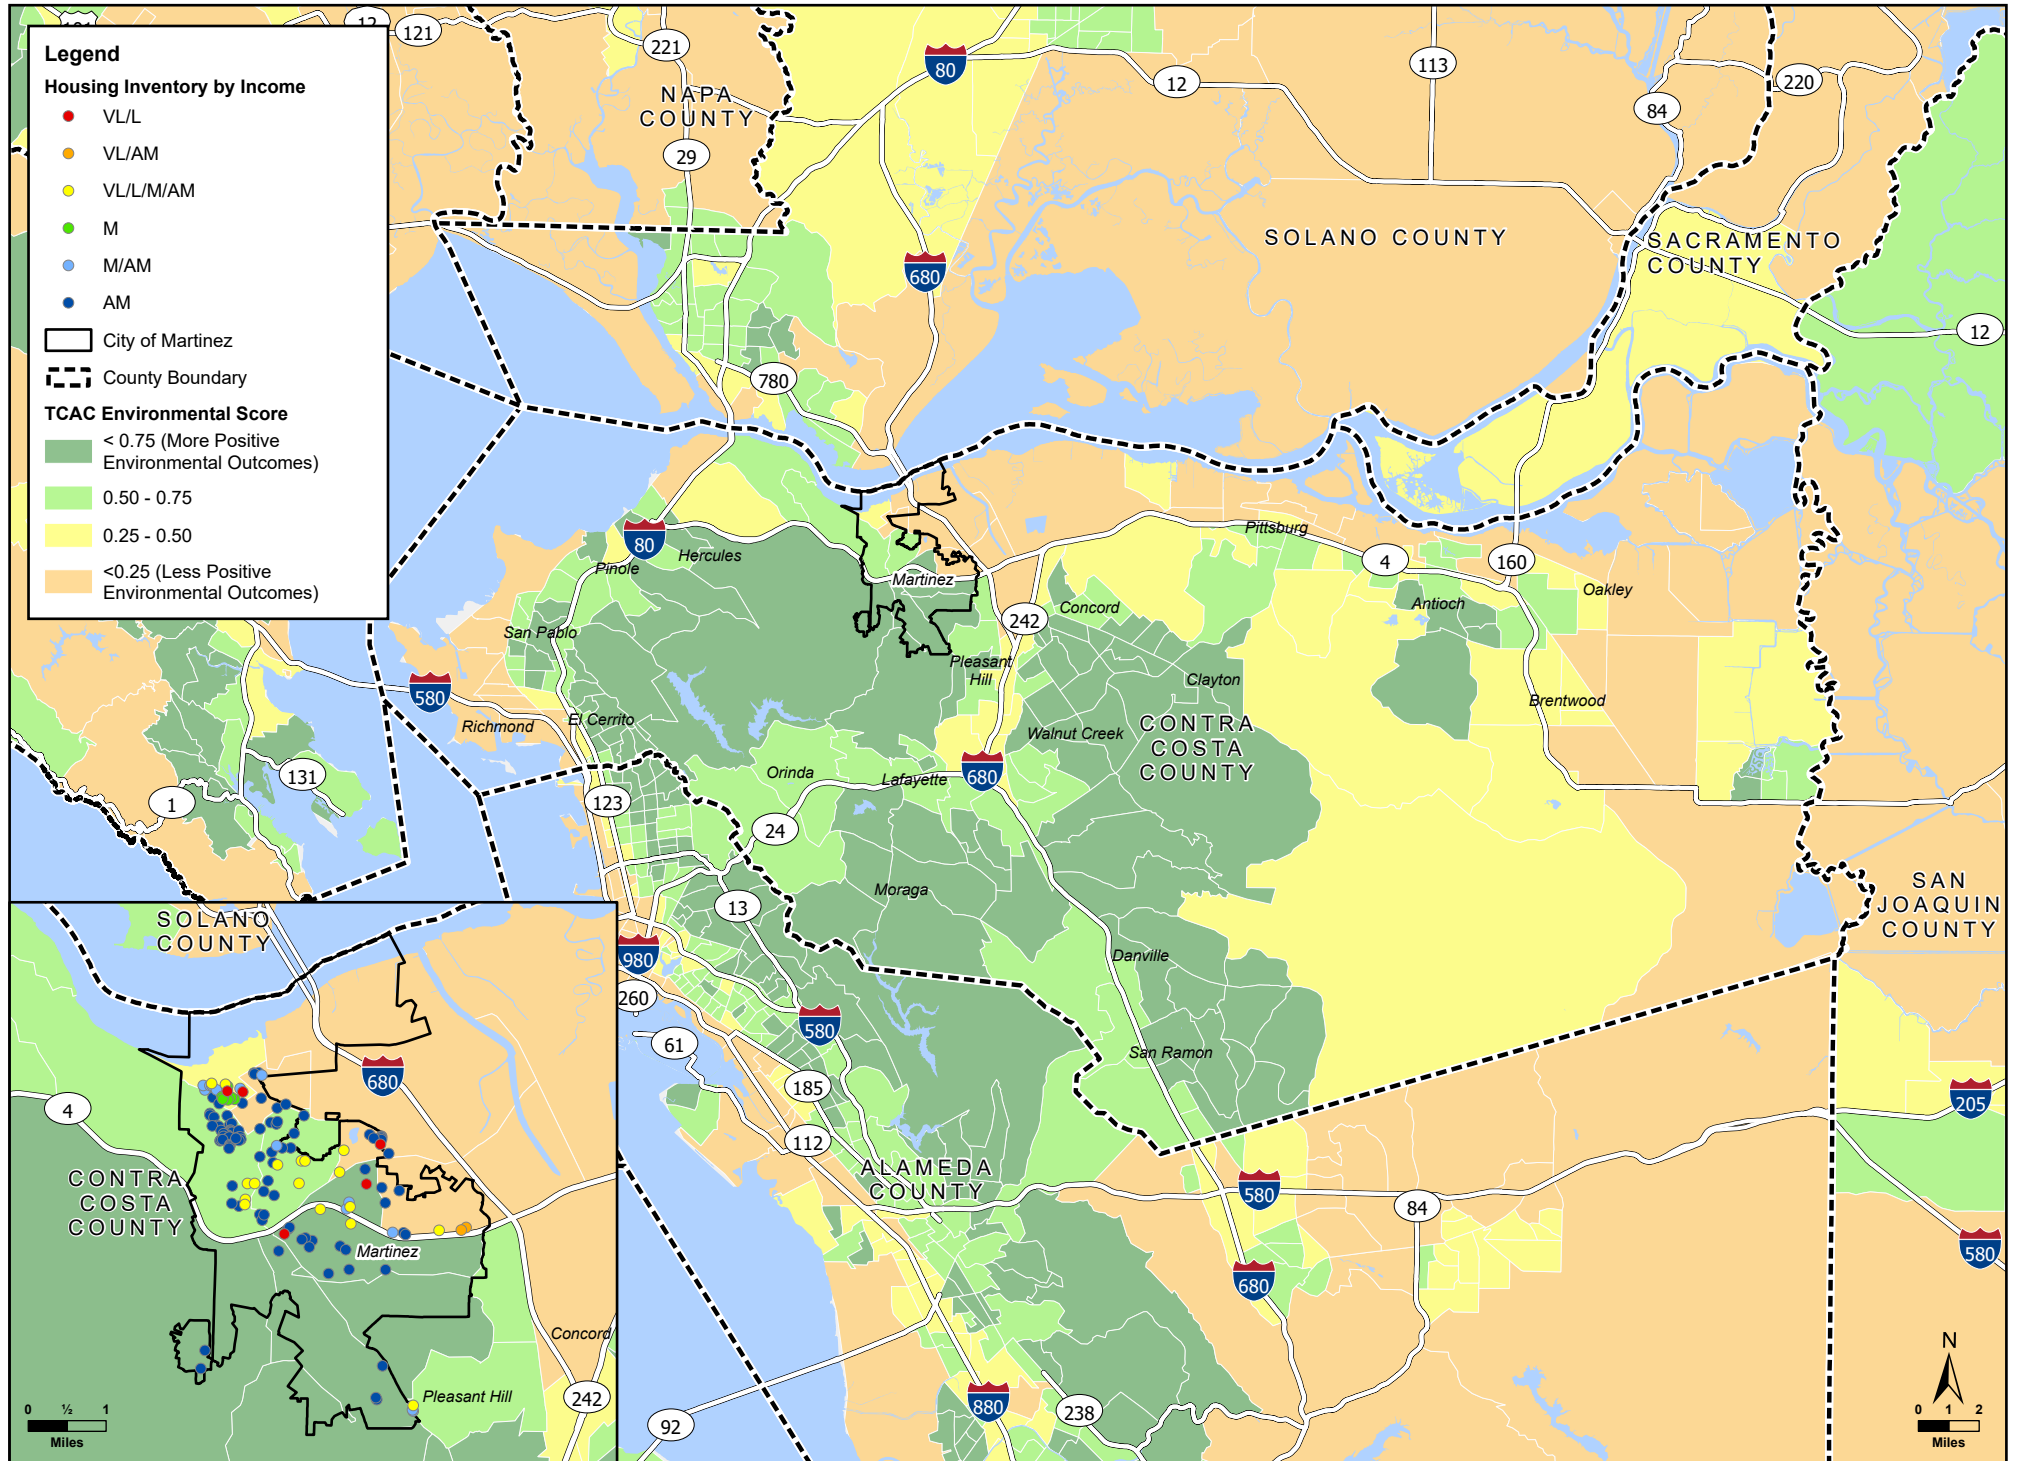 Legend
Housing Inventory by Income
VL/L
VL/AM
VL/L/M/AM
M
M/AM
AM
City of Martinez
County Boundary
TCAC Environmental Score
< 0.75 (More Positive
Environmental Outcomes)
0.50 - 0.75
0.25 - 0.50
<0.25 (Less Positive
Environmental Outcomes)
12
121
221
80
12
113
84
220
NAPA
COUNTY
29
680
SOLANO COUNTY
SACRAMENTO
COUNTY
12
780
80
Hercules
Pinole
Martinez
Pittsburg
4
160
Oakley
Antioch
Concord
242
San Pablo
Pleasant
Hill
Clayton
Brentwood
580
Richmond
El Cerrito
Walnut Creek
CONTRA
COSTA
COUNTY
131
1
Orinda
Lafayette
680
123
24
Moraga
13
SAN
JOAQUIN
COUNTY
980
Danville
260
580
61
San Ramon
185
205
112
ALAMEDA
COUNTY
580
84
580
680
880
238
92
SOLANO
COUNTY
680
4
CONTRA
COSTA
COUNTY
Martinez
Concord
Pleasant Hill
242
0 ½ 1
Miles
N
0 1 2
Miles